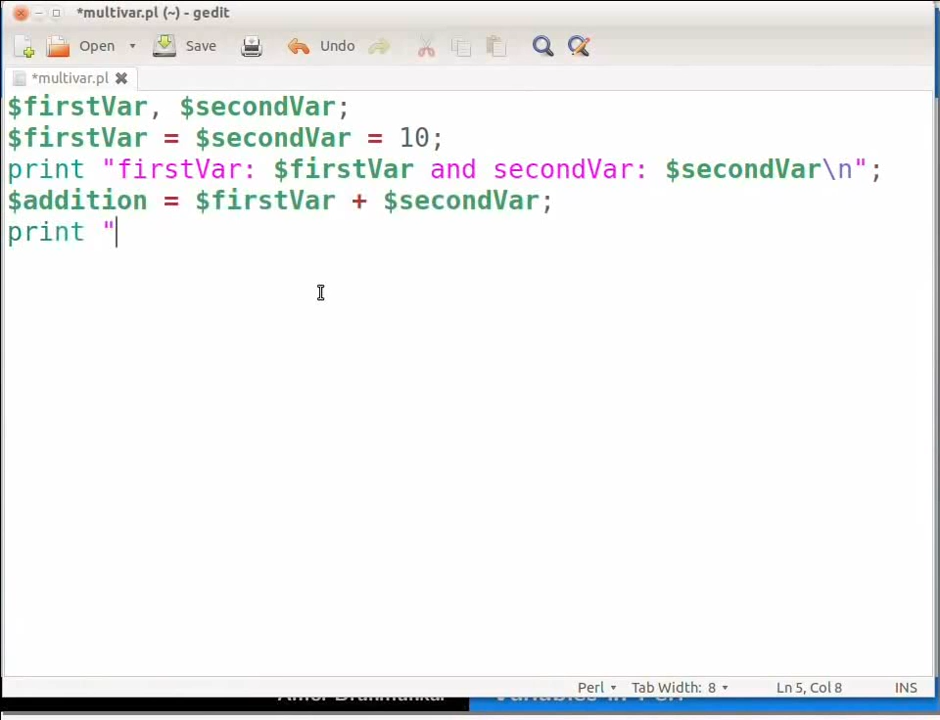 *multivar.pl (~) - gedit
Open Save Undo
*multivar.pl
$firstVar, $secondVar;
$firstVar = $secondVar = 10;
print "firstVar: $firstVar and secondVar: $secondVar\n";
$addition = $firstVar + $secondVar;
print "
Perl Tab Width: 8 Ln 5, Col 8 INS